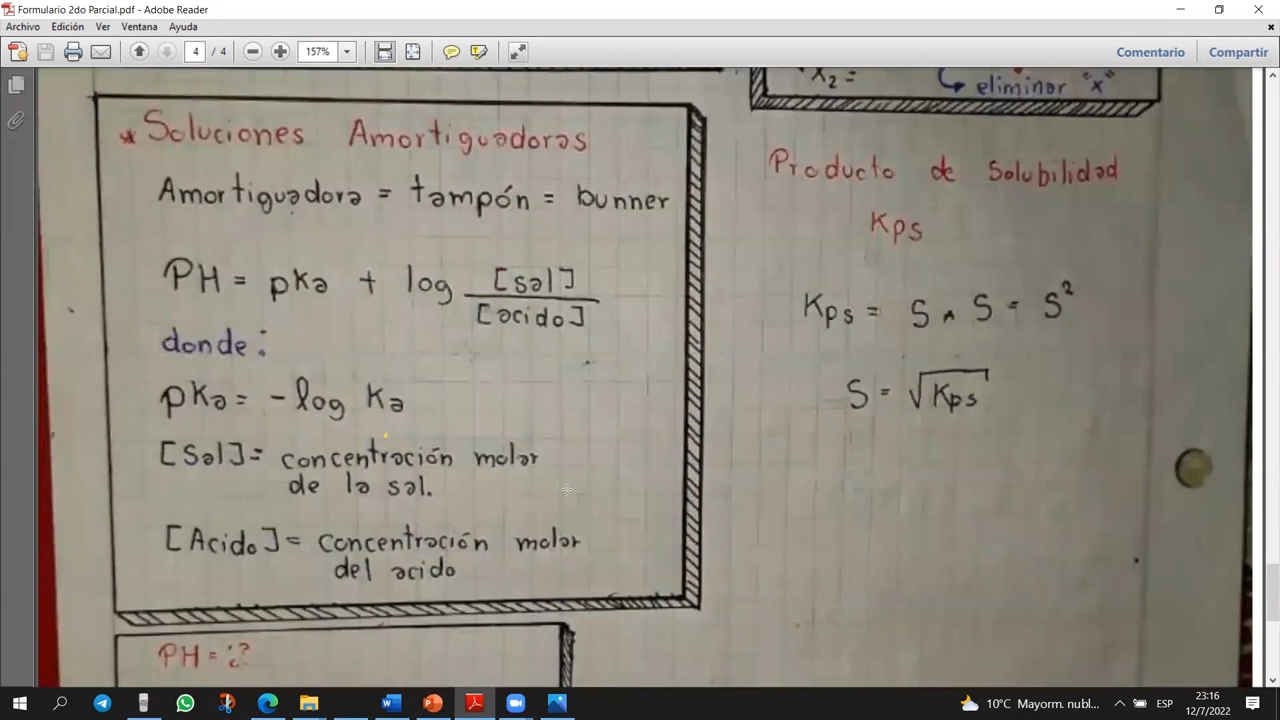 Formulario 2do Parcial.pdf - Adobe Reader
Archivo Edición Ver Ventana Ayuda
4 / 4 157% Comentario Compartir
X2 = eliminar "x"
* Soluciones Amortiguadoras
Amortiguadora = tampón = bunner
PH = pKa + log [sal] / [acido]
donde:
pKa = -log Ka
[Sal] = concentración molar
de la sal.
[Acido] = concentración molar
del acido
PH = ¿?
Producto de Solubilidad
Kps
Kps = S * S = S²
S = √Kps
10°C Mayorm. nubl... ESP 23:16
12/7/2022